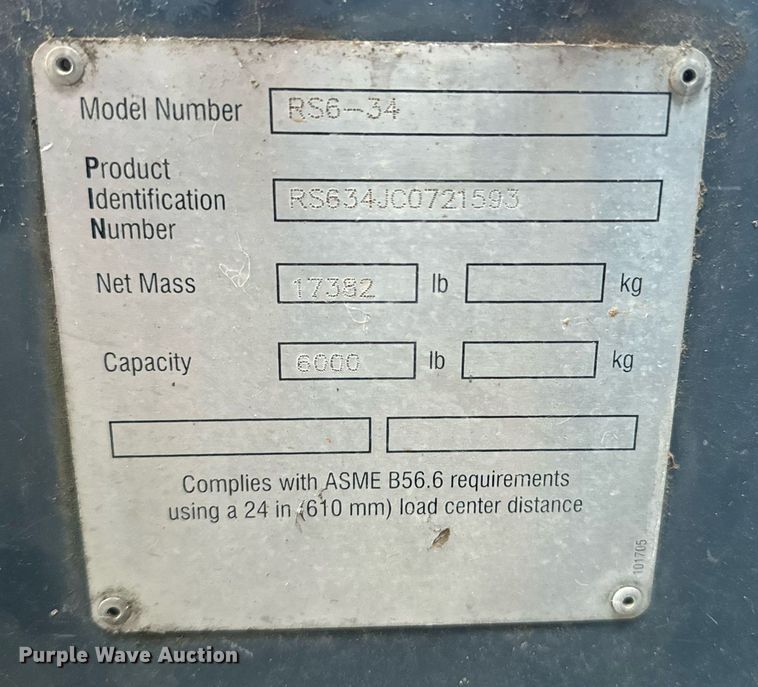 Model Number RS6-34
Product
Identification RS634JC0721593
Number
Net Mass 17382 lb kg
Capacity 6000 lb kg
Complies with ASME B56.6 requirements
using a 24 in (610 mm) load center distance
101705
Purple Wave Auction